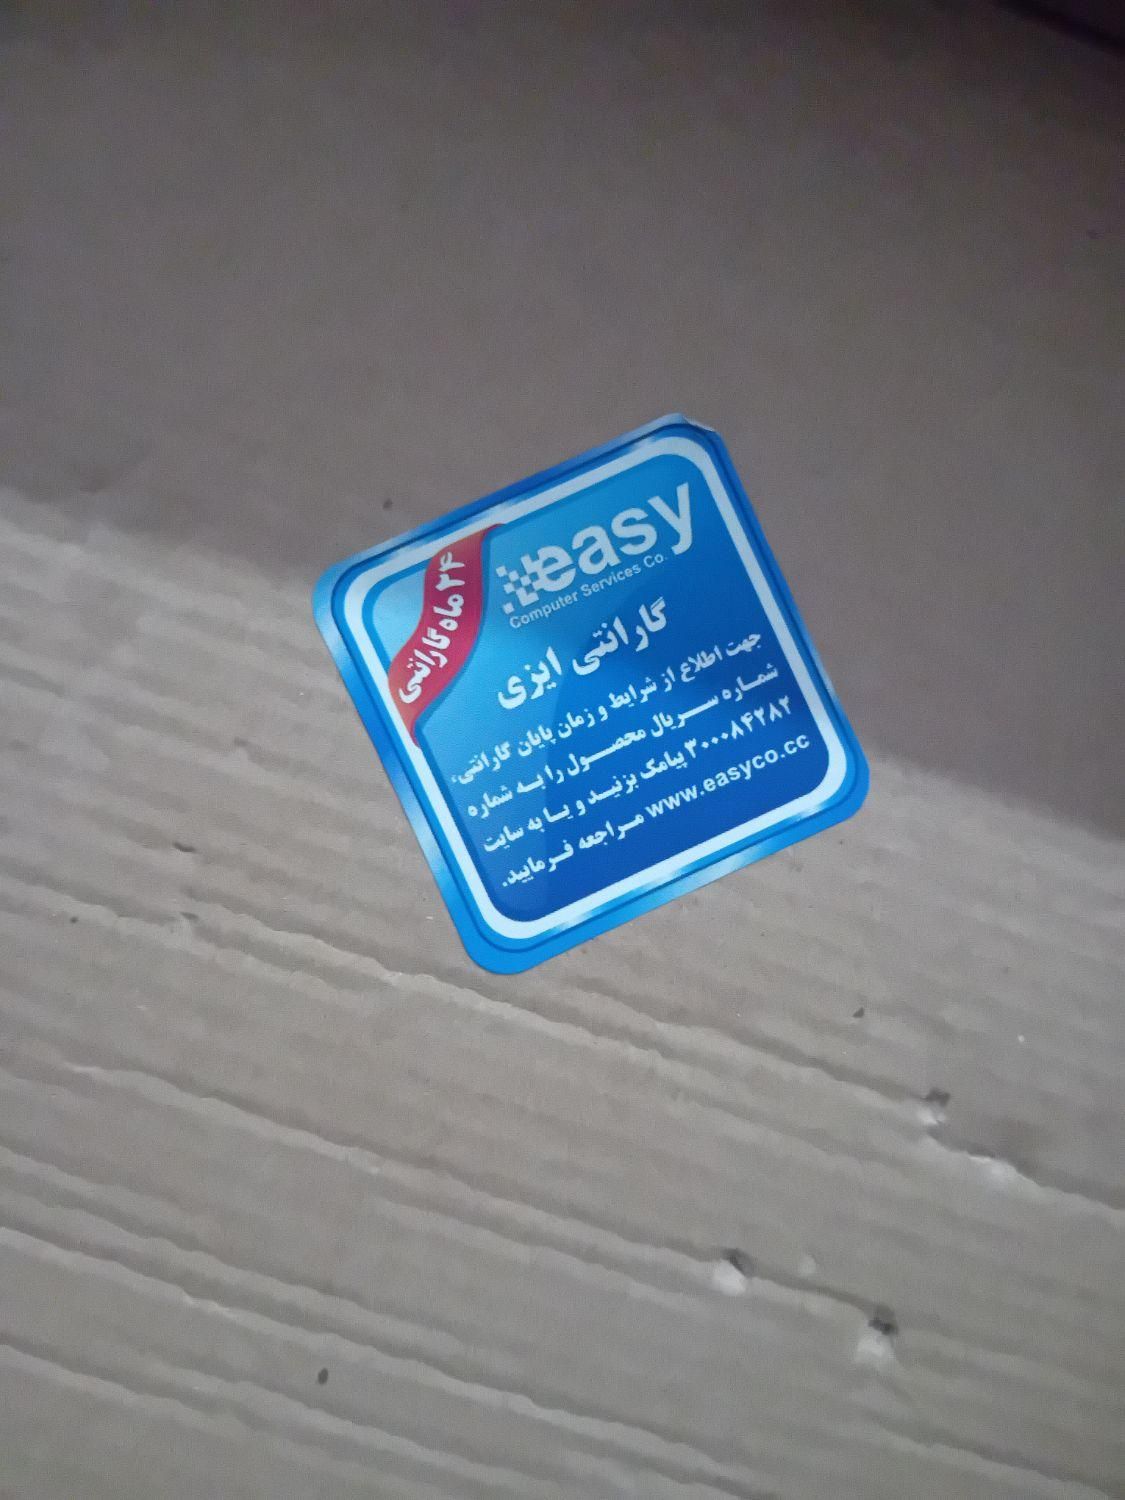 easy
Computer Services Co.
۲۴ ماه گارانتی
گارانتی ایزی
جهت اطلاع از شرایط و زمان پایان گارانتی،
شماره سریال محصول را به شماره
۳۰۰۰۸۴۲۸۲ پیامک بزنید و یا به سایت
www.easyco.cc مراجعه فرمایید.